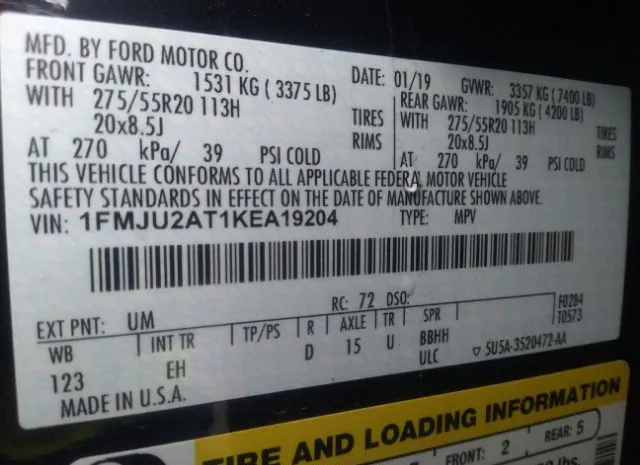 MFD. BY FORD MOTOR CO.
DATE: 01/19 GVWR: 3357 KG ( 7400 LB)
FRONT GAWR: 1531 KG ( 3375 LB) REAR GAWR: 1905 KG ( 4200 LB)
WITH 275/55R20 113H TIRES WITH 275/55R20 113H TIRES
20x8.5J RIMS 20x8.5J RIMS
AT 270 kPa/ 39 PSI COLD AT 270 kPa/ 39 PSI COLD
THIS VEHICLE CONFORMS TO ALL APPLICABLE FEDERAL MOTOR VEHICLE
SAFETY STANDARDS IN EFFECT ON THE DATE OF MANUFACTURE SHOWN ABOVE.
VIN: 1FMJU2AT1KEA19204 TYPE: MPV
F0284
EXT PNT: UM RC: 72 DSO: T0573
WB INT TR TP/PS R AXLE TR SPR
123 EH D 15 U BBHH
ULC ▽ 5U5A-3520472-AA
MADE IN U.S.A.
TIRE AND LOADING INFORMATION
FRONT: 2 REAR: 5
lbs.